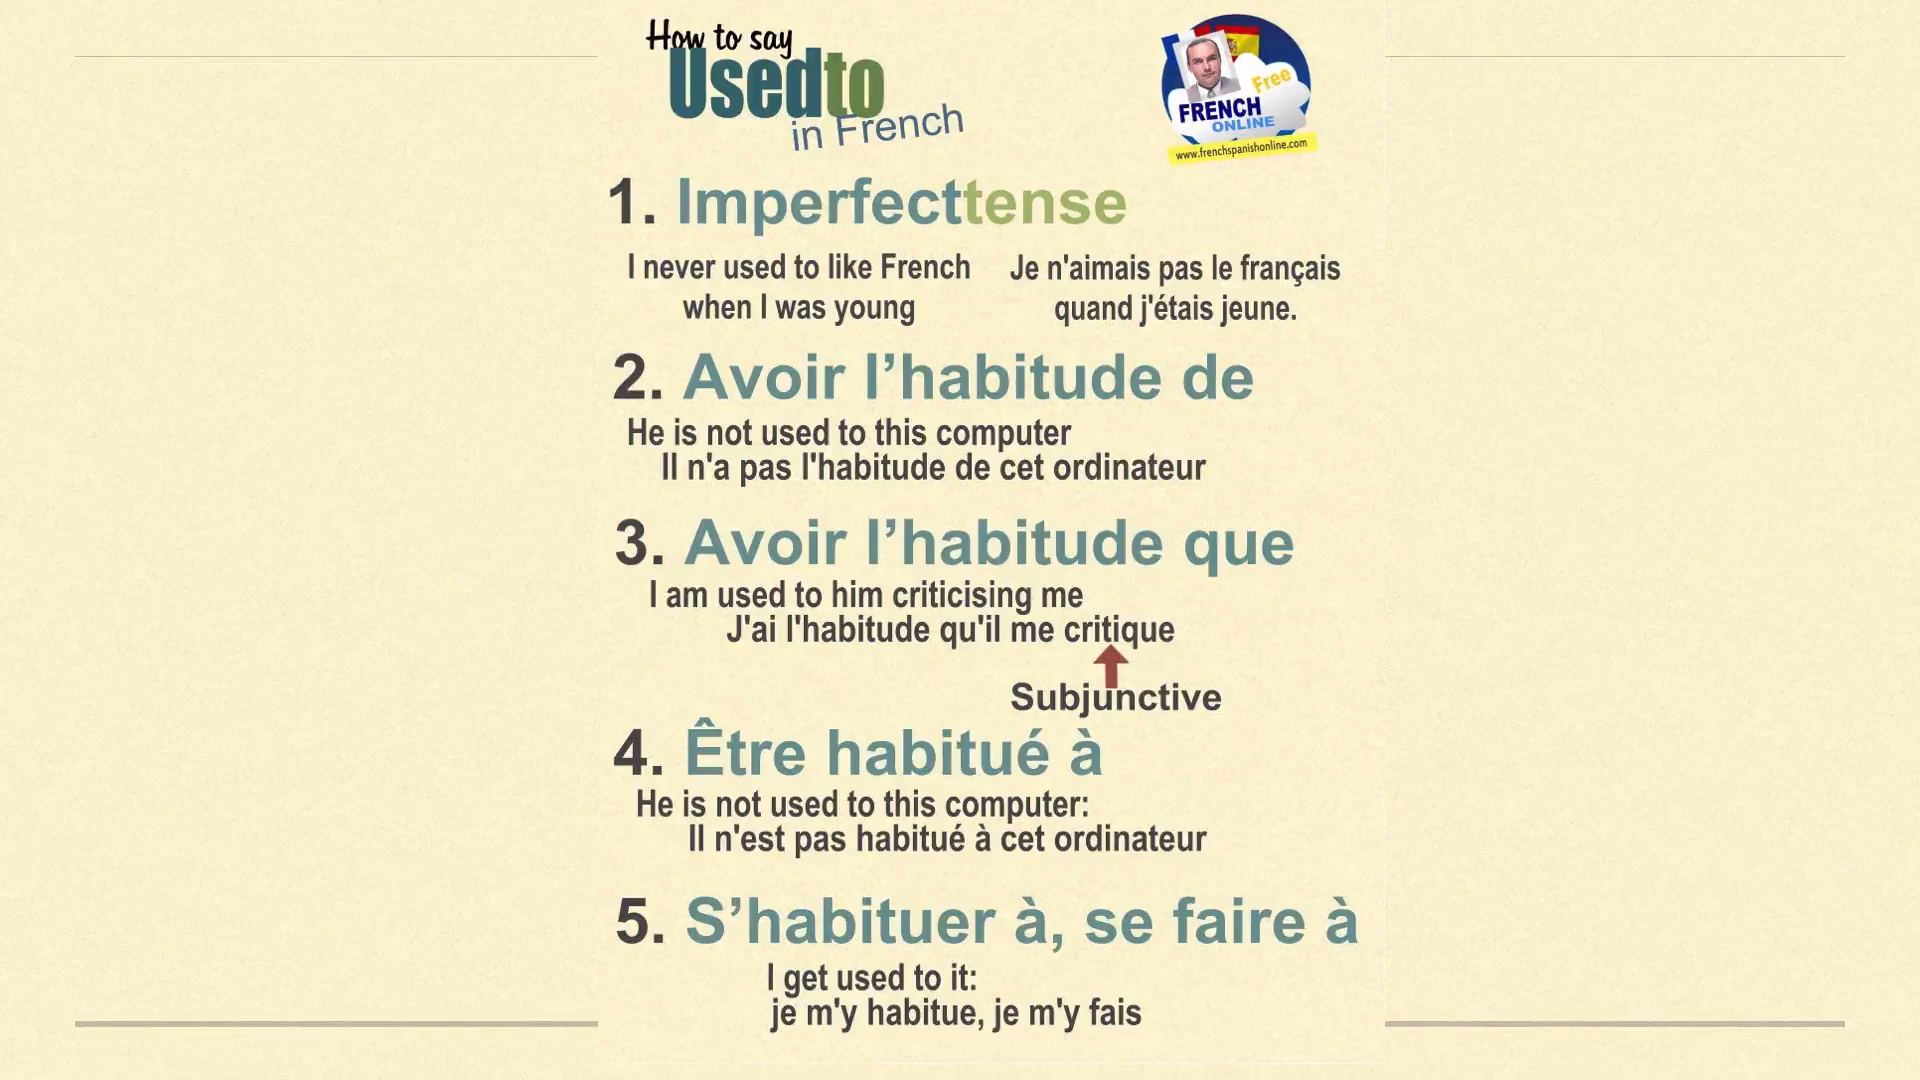 How to say
Used to
in French
Free
FRENCH
ONLINE
www.frenchspanishonline.com
1. Imperfect tense
I never used to like French
when I was young
Je n'aimais pas le français
quand j'étais jeune.
2. Avoir l’habitude de
He is not used to this computer
Il n'a pas l'habitude de cet ordinateur
3. Avoir l’habitude que
I am used to him criticising me
J'ai l'habitude qu'il me critique
Subjunctive
4. Être habitué à
He is not used to this computer:
Il n'est pas habitué à cet ordinateur
5. S’habituer à, se faire à
I get used to it:
je m'y habitue, je m'y fais